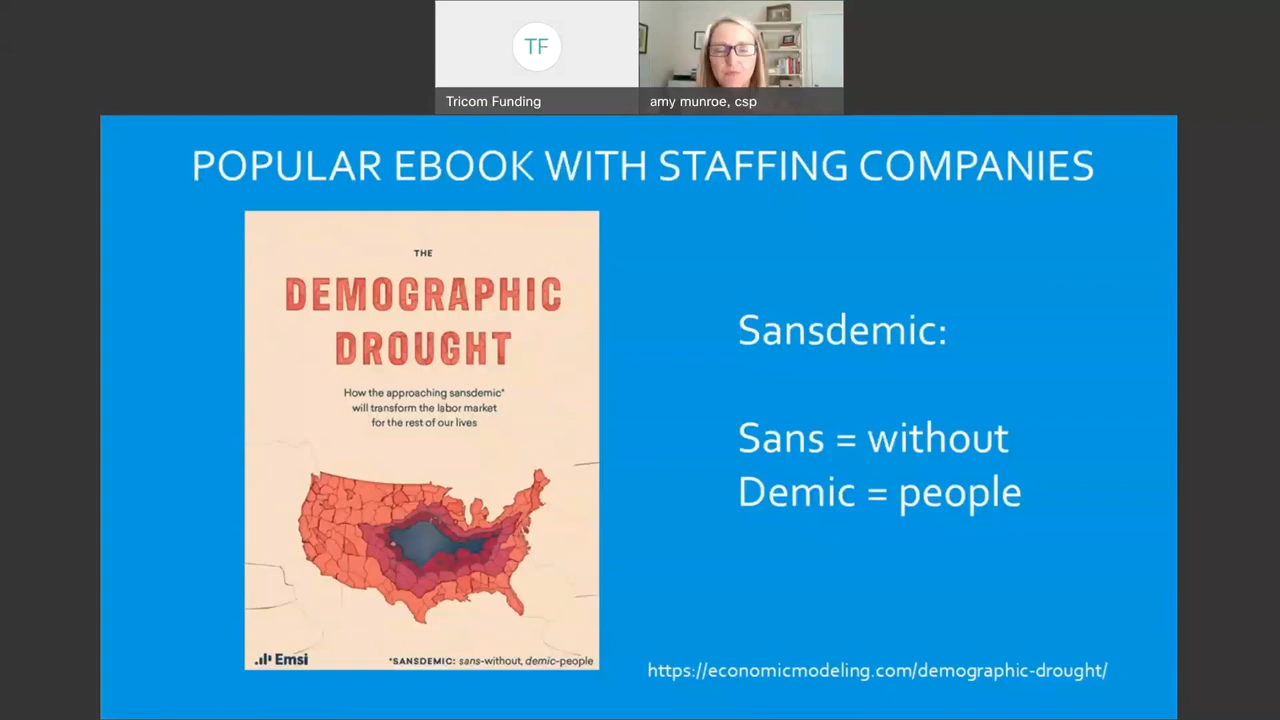 TF
Tricom Funding
amy munroe, csp
POPULAR EBOOK WITH STAFFING COMPANIES
THE
DEMOGRAPHIC
DROUGHT
How the approaching sansdemic*
will transform the labor market
for the rest of our lives
Emsi
*SANSDEMIC: sans-without, demic-people
Sansdemic:
Sans = without
Demic = people
https://economicmodeling.com/demographic-drought/